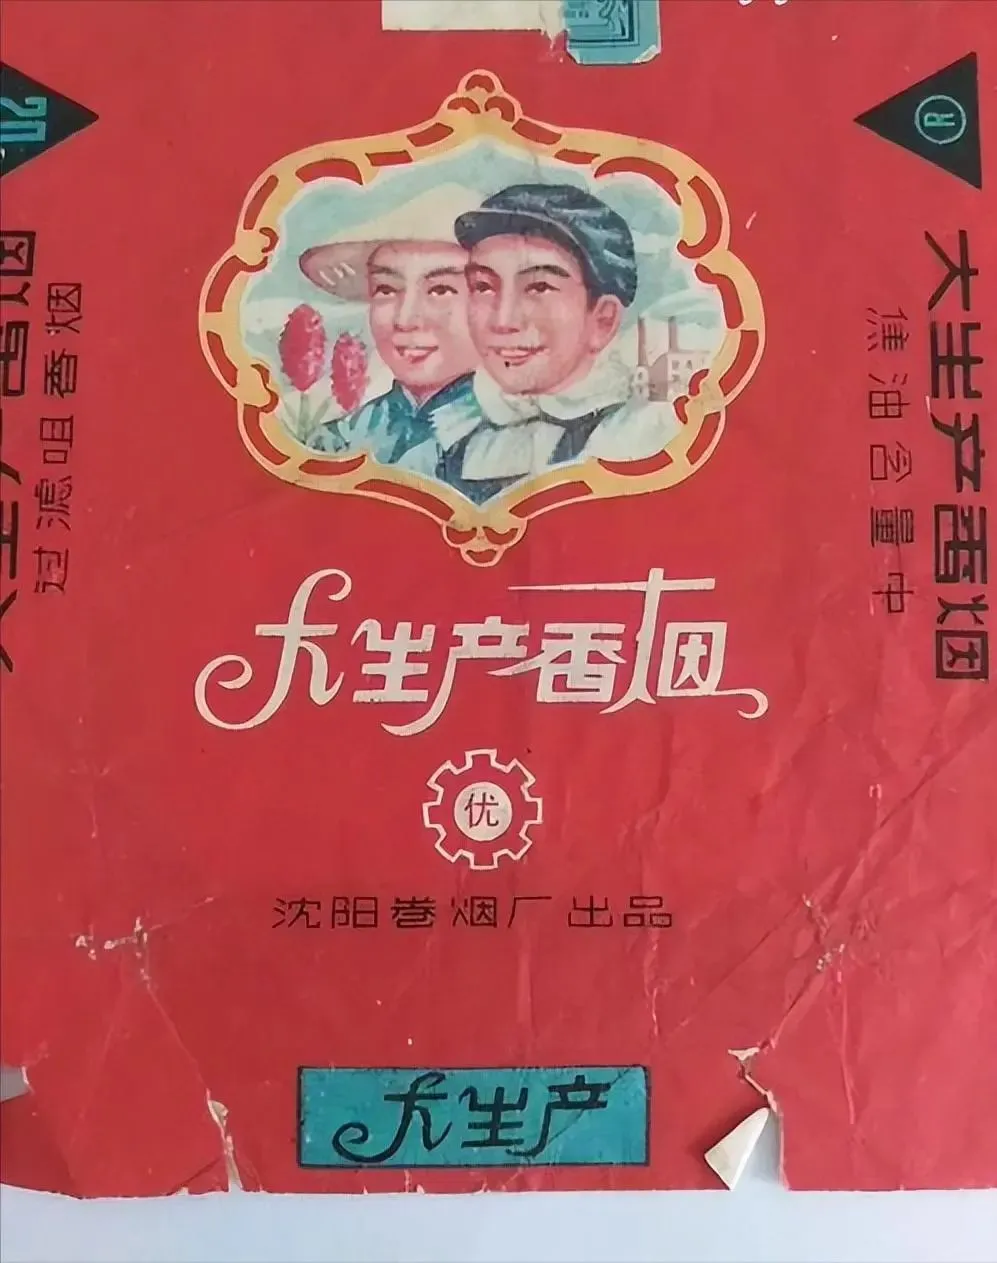 大生产香烟
优
沈阳卷烟厂出品
大生产
过滤咀香烟
R
大生产香烟
焦油含量中